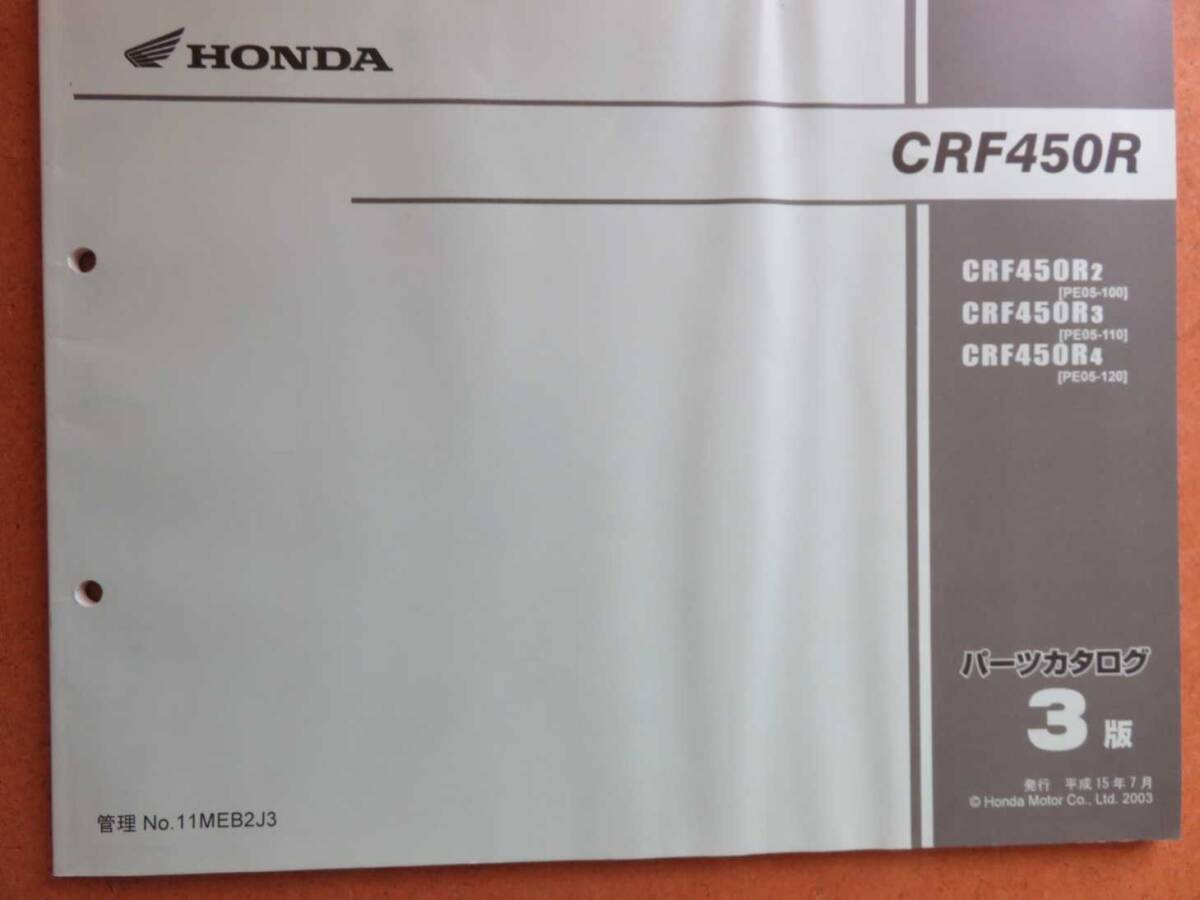 HONDA
CRF450R
CRF450R2
[PE05-100]
CRF450R3
[PE05-110]
CRF450R4
[PE05-120]
パーツカタログ
3版
発行 平成15年7月
© Honda Motor Co., Ltd. 2003
管理 No.11MEB2J3